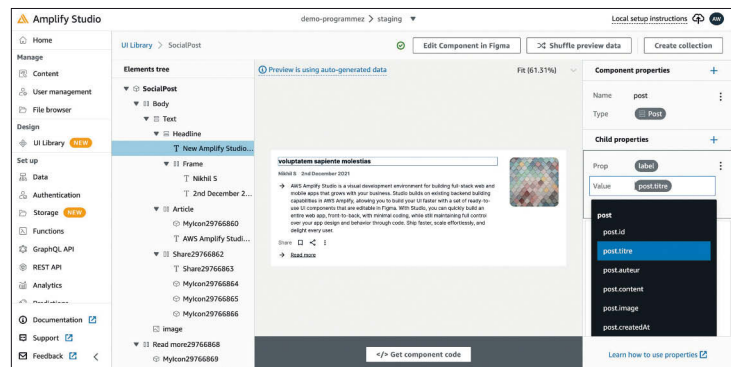 Amplify Studio
demo-programmez > staging
Local setup instructions
AW
Home
Manage
Content
User management
File browser
Design
UI Library NEW
Set up
Data
Authentication
Storage NEW
Functions
GraphQL API
REST API
Analytics
Predictions
Documentation
Support
Feedback
UI Library > SocialPost
Edit Component in Figma
Shuffle preview data
Create collection
Elements tree
SocialPost
Body
Text
Headline
New Amplify Studio...
Frame
Nikhil S
2nd December 2...
Article
MyIcon29766860
AWS Amplify Studi...
Share29766862
Share29766863
MyIcon29766864
MyIcon29766865
MyIcon29766866
image
Read more29766868
MyIcon29766869
Preview is using auto-generated data
Fit (61.31%)
voluptatem sapiente molestias
Nikhil S 2nd December 2021
AWS Amplify Studio is a visual development environment for building full-stack web and
mobile apps that grows with your business. Studio builds on existing backend building
capabilities in AWS Amplify, allowing you to build your UI faster with a set of ready-to-
use UI components that are editable in Figma. With Studio, you can quickly build an
entire web app, front-to-back, with minimal coding, while still maintaining full control
over your app design and behavior through code. Ship faster, scale effortlessly, and
delight every user.
Share
Read more
</> Get component code
Component properties
Name post
Type Post
Child properties
Prop label
Value post.titre
post
post.id
post.titre
post.auteur
post.content
post.image
post.createdAt
Learn how to use properties